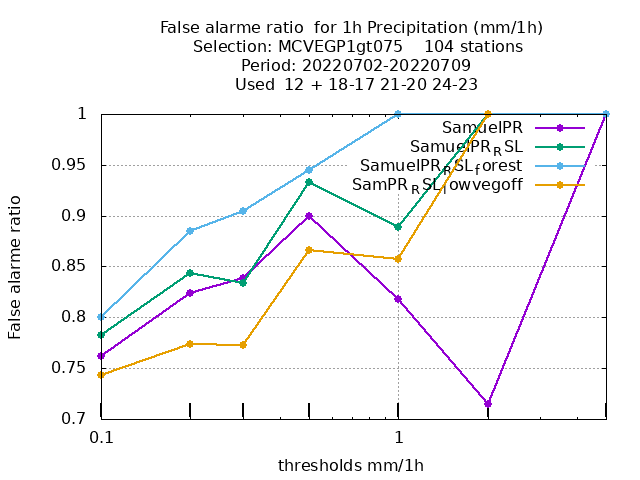 False alarme ratio  for 1h Precipitation (mm/1h)
Selection: MCVEGP1gt075    104 stations
Period: 20220702-20220709
Used  12 + 18-17 21-20 24-23
SamuelPR
SamuelPR_RSL
SamuelPR_RSL_forest
SamPR_RSL_lowvegoff
1
0.95
0.9
0.85
0.8
0.75
0.7
0.1
1
False alarme ratio
thresholds mm/1h